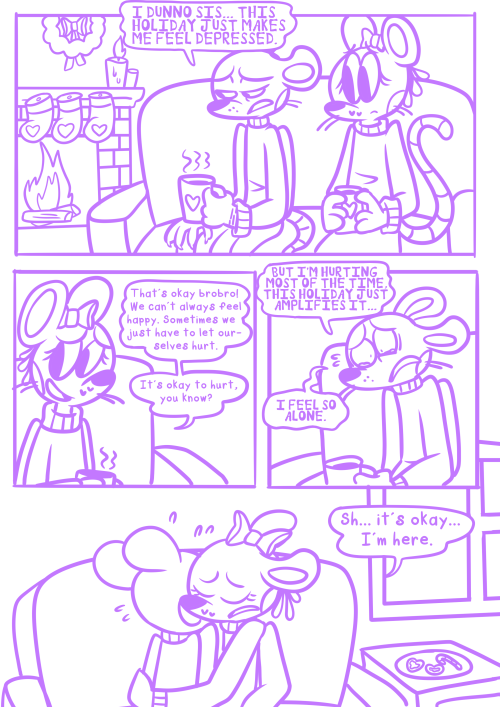 I DUNNO SIS... THIS
HOLIDAY JUST MAKES
ME FEEL DEPRESSED.
That's okay brobro!
We can't always feel
happy. Sometimes we
just have to let our-
selves hurt.
It's okay to hurt,
you know?
BUT I'M HURTING
MOST OF THE TIME.
THIS HOLIDAY JUST
AMPLIFIES IT...
I FEEL SO
ALONE.
Sh... it's okay...
I'm here.